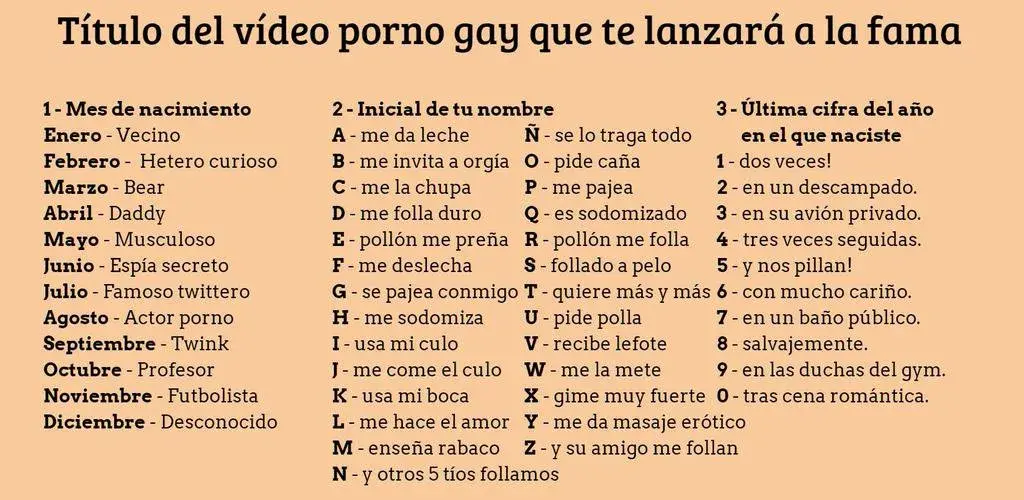 Título del vídeo porno gay que te lanzará a la fama
1 - Mes de nacimiento
Enero - Vecino
Febrero - Hetero curioso
Marzo - Bear
Abril - Daddy
Mayo - Musculoso
Junio - Espía secreto
Julio - Famoso twittero
Agosto - Actor porno
Septiembre - Twink
Octubre - Profesor
Noviembre - Futbolista
Diciembre - Desconocido
2 - Inicial de tu nombre
A - me da leche
B - me invita a orgía
C - me la chupa
D - me folla duro
E - pollón me preña
F - me deslecha
G - se pajea conmigo
H - me sodomiza
I - usa mi culo
J - me come el culo
K - usa mi boca
L - me hace el amor
M - enseña rabaco
N - y otros 5 tíos follamos
Ñ - se lo traga todo
O - pide caña
P - me pajea
Q - es sodomizado
R - pollón me folla
S - follado a pelo
T - quiere más y más
U - pide polla
V - recibe lefote
W - me la mete
X - gime muy fuerte
Y - me da masaje erótico
Z - y su amigo me follan
3 - Última cifra del año
en el que naciste
1 - dos veces!
2 - en un descampado.
3 - en su avión privado.
4 - tres veces seguidas.
5 - y nos pillan!
6 - con mucho cariño.
7 - en un baño público.
8 - salvajemente.
9 - en las duchas del gym.
0 - tras cena romántica.